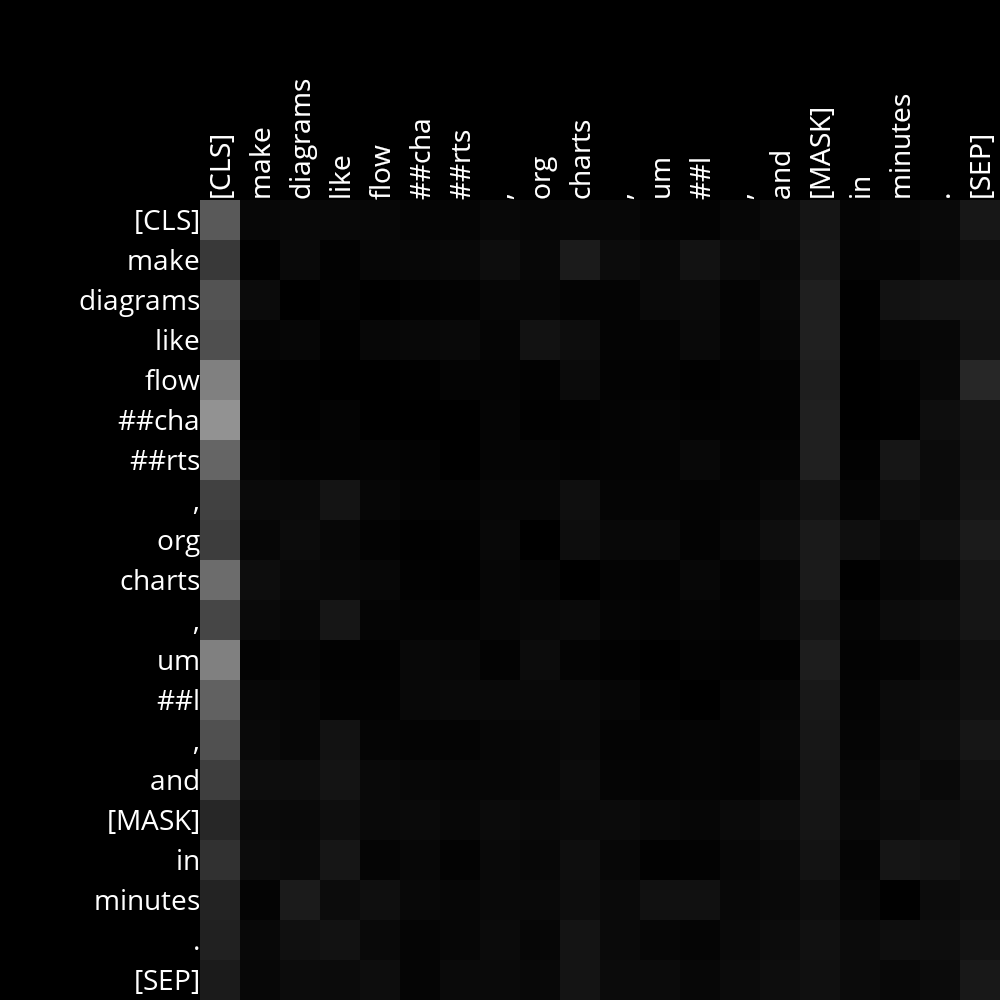 [CLS] make diagrams like flow ##cha ##rts , org charts , um ##l , and [MASK] in minutes . [SEP]
[CLS]
make
diagrams
like
flow
##cha
##rts
,
org
charts
,
um
##l
,
and
[MASK]
in
minutes
.
[SEP]